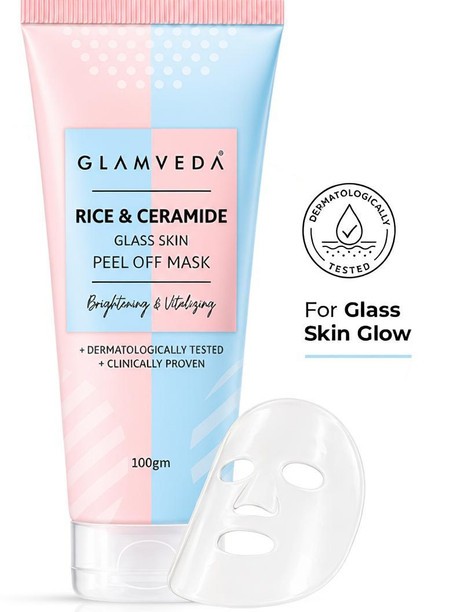 GLAMVEDA®
RICE & CERAMIDE
GLASS SKIN
PEEL OFF MASK
Brightening & Vitalizing
+ DERMATOLOGICALLY TESTED
+ CLINICALLY PROVEN
100gm
DERMATOLOGICALLY
TESTED
For Glass
Skin Glow